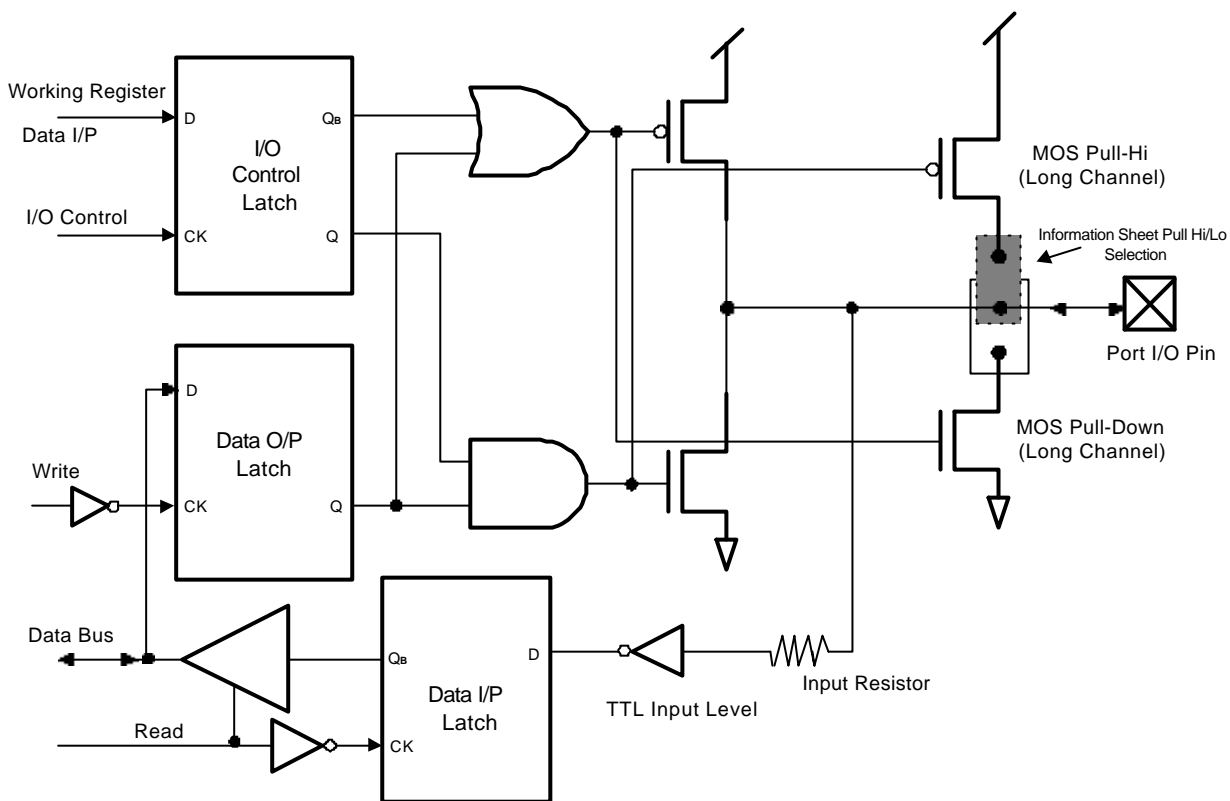 Working Register
Data I/P
I/O Control
D
CK
I/O
Control
Latch
QB
Q
MOS Pull-Hi
(Long Channel)
Information Sheet Pull Hi/Lo
Selection
Port I/O Pin
MOS Pull-Down
(Long Channel)
Write
D
CK
Data O/P
Latch
Q
Data Bus
Read
QB
CK
Data I/P
Latch
D
TTL Input Level
Input Resistor